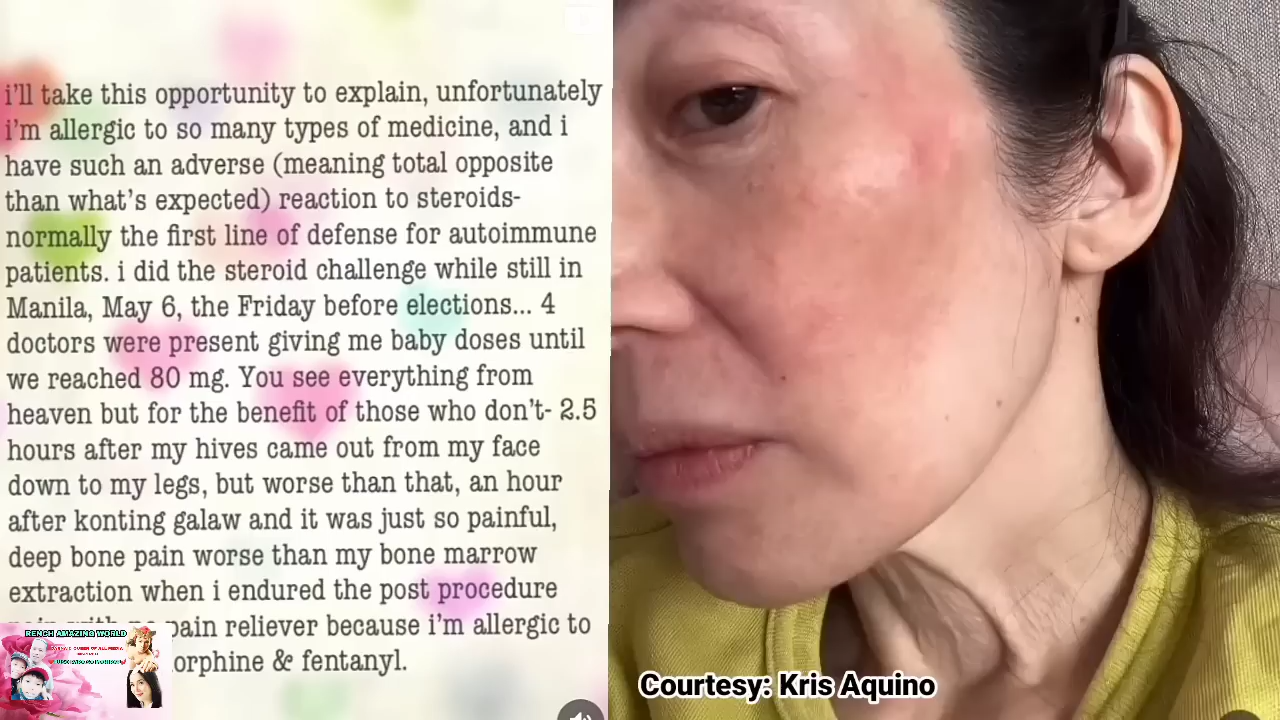 i'll take this opportunity to explain, unfortunately
i'm allergic to so many types of medicine, and i
have such an adverse (meaning total opposite
than what's expected) reaction to steroids-
normally the first line of defense for autoimmune
patients. i did the steroid challenge while still in
Manila, May 6, the Friday before elections... 4
doctors were present giving me baby doses until
we reached 80 mg. You see everything from
heaven but for the benefit of those who don't- 2.5
hours after my hives came out from my face
down to my legs, but worse than that, an hour
after konting galaw and it was just so painful,
deep bone pain worse than my bone marrow
extraction when i endured the post procedure
pain reliever because i'm allergic to
orphine & fentanyl.
RENCH AMAZING WORLD
Courtesy: Kris Aquino